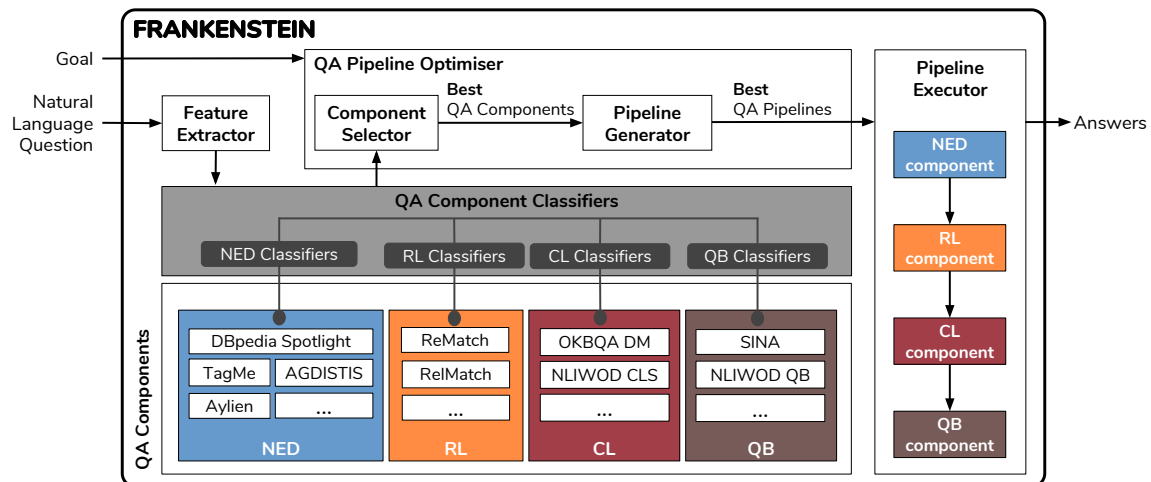 FRANKENSTEIN
Goal
Natural
Language
Question
Feature
Extractor
QA Pipeline Optimiser
Component
Selector
Best
QA Components
Pipeline
Generator
Best
QA Pipelines
Pipeline
Executor
NED
component
RL
component
CL
component
QB
component
Answers
QA Component Classifiers
NED Classifiers
RL Classifiers
CL Classifiers
QB Classifiers
QA Components
DBpedia Spotlight
TagMe
AGDISTIS
Aylien
...
NED
ReMatch
RelMatch
...
RL
OKBQA DM
NLIWOD CLS
...
CL
SINA
NLIWOD QB
...
QB